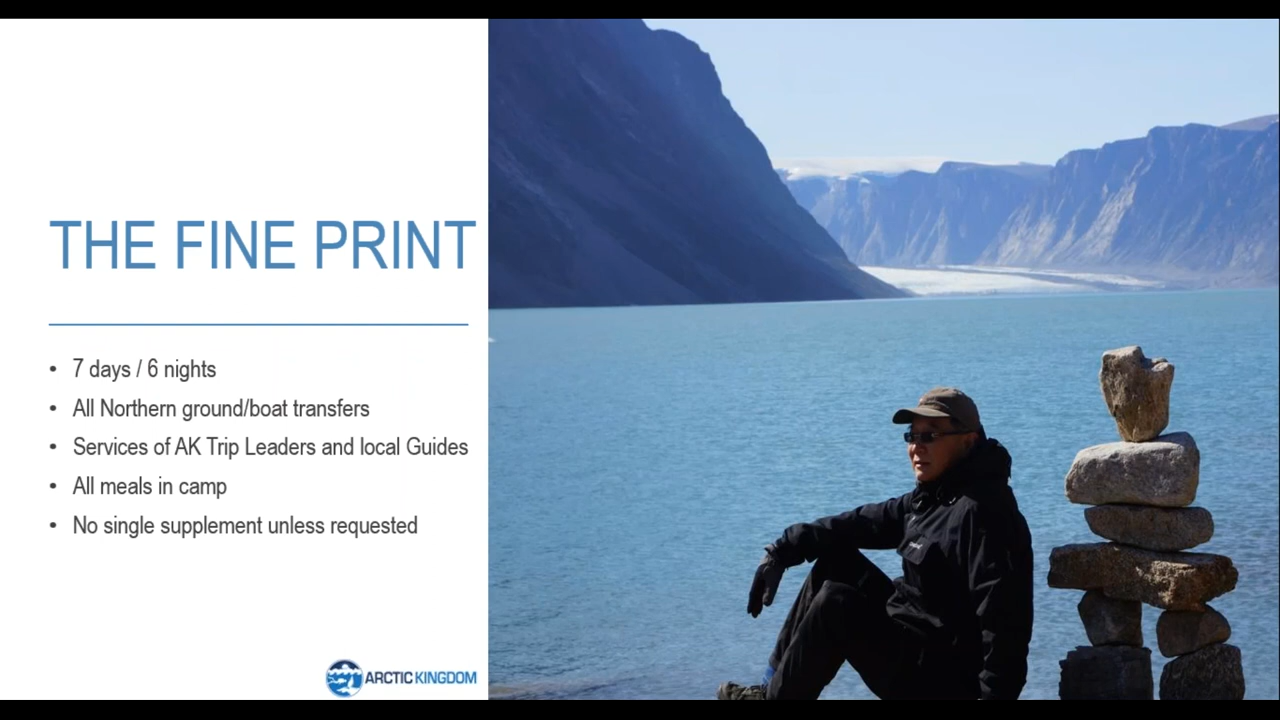 THE FINE PRINT
• 7 days / 6 nights
• All Northern ground/boat transfers
• Services of AK Trip Leaders and local Guides
• All meals in camp
• No single supplement unless requested
ARCTIC KINGDOM